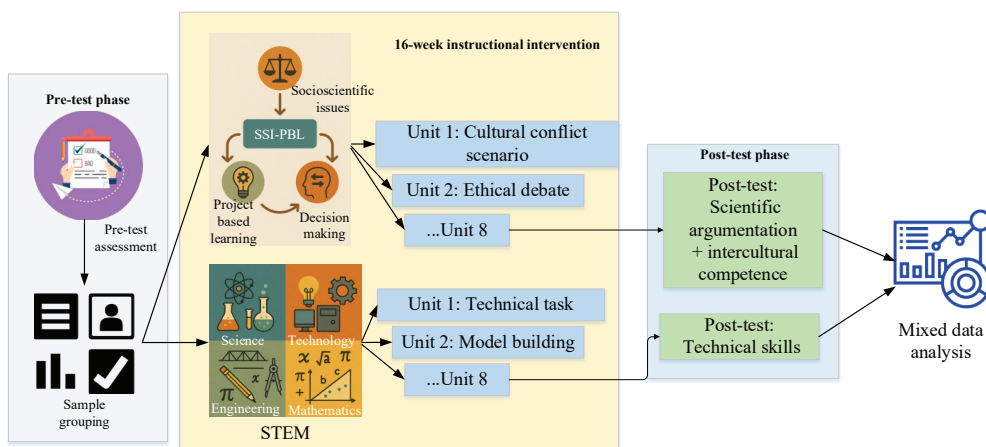 Pre-test phase
GOOD
BAD
Pre-test
assessment
Sample
grouping
16-week instructional intervention
Socioscientific
issues
SSI-PBL
Project
based
learning
Decision
making
Unit 1: Cultural conflict
scenario
Unit 2: Ethical debate
...Unit 8
Science
Technology
Engineering
Mathematics
π
x
x √a π
π
+
b
c
STEM
Unit 1: Technical task
Unit 2: Model building
...Unit 8
Post-test phase
Post-test:
Scientific
argumentation
+ intercultural
competence
Post-test:
Technical skills
Mixed data
analysis